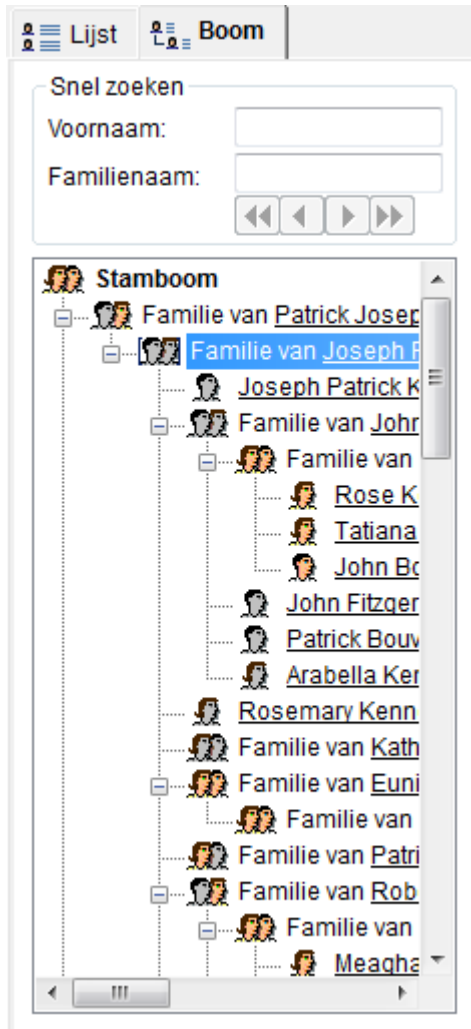 Lijst Boom
Snel zoeken
Voornaam:
Familienaam:
Stamboom
Familie van Patrick Josep
Familie van Joseph
Joseph Patrick K
Familie van John
Familie van
Rose K
Tatiana
John Bo
John Fitzger
Patrick Bouv
Arabella Ker
Rosemary Kenn
Familie van Kath
Familie van Euni
Familie van
Familie van Patri
Familie van Rob
Familie van
Meagha